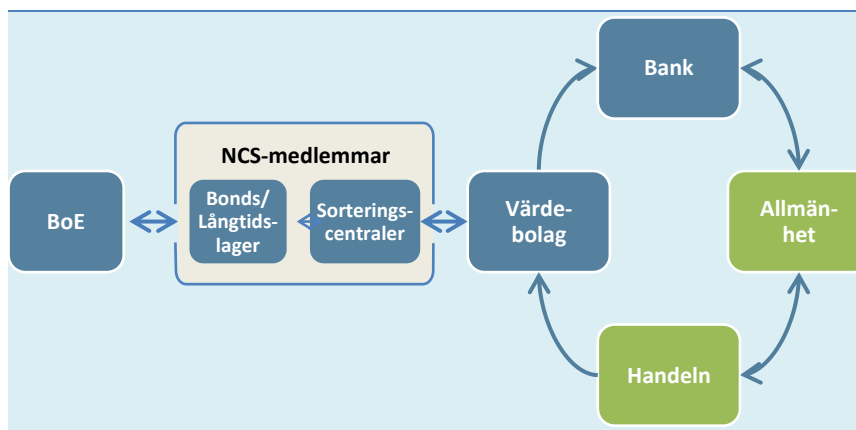 Bank
NCS-medlemmar
BoE
Bonds/
Långtids-
lager
Sorterings-
centraler
Värde-
bolag
Allmän-
het
Handeln